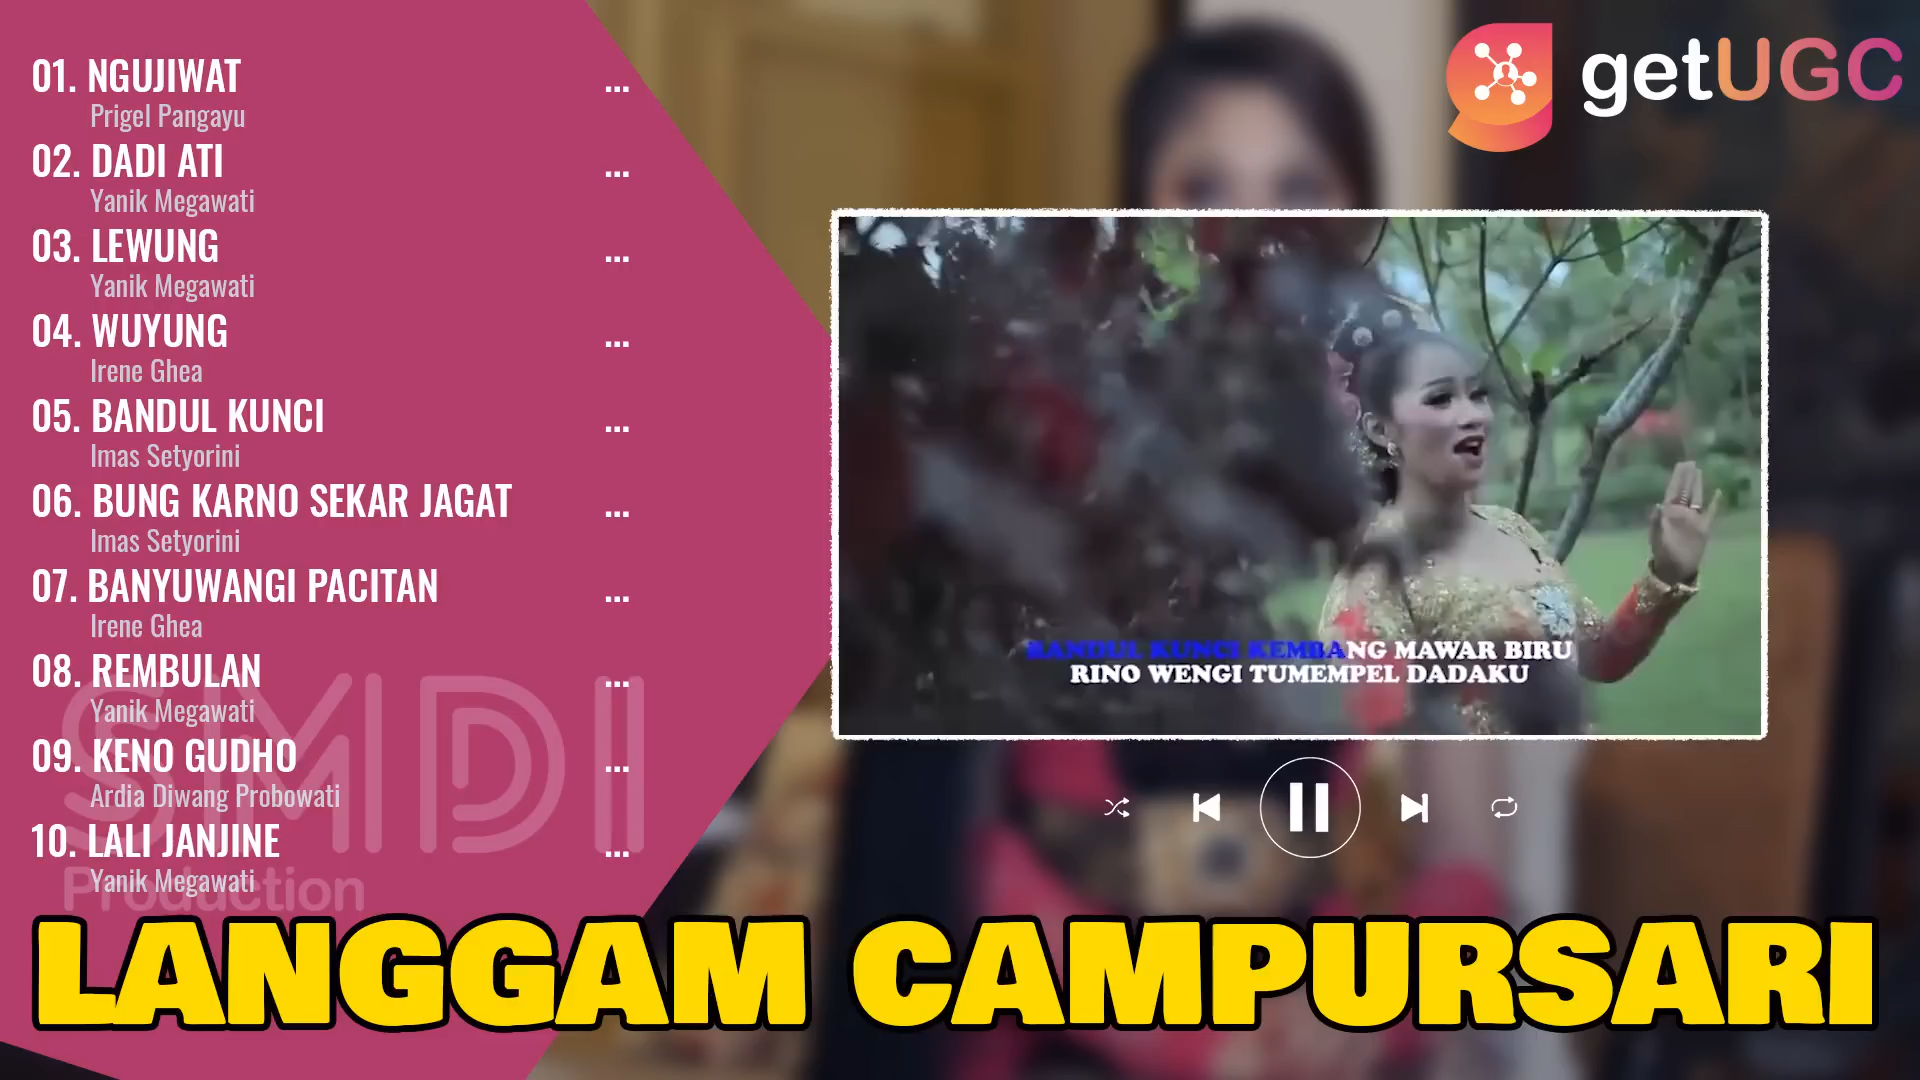 01. NGUJIWAT ...
Prigel Pangayu
02. DADI ATI ...
Yanik Megawati
03. LEWUNG ...
Yanik Megawati
04. WUYUNG ...
Irene Ghea
05. BANDUL KUNCI ...
Imas Setyorini
06. BUNG KARNO SEKAR JAGAT ...
Imas Setyorini
07. BANYUWANGI PACITAN ...
Irene Ghea
08. REMBULAN ...
Yanik Megawati
09. KENO GUDHO ...
Ardia Diwang Probowati
10. LALI JANJINE ...
Yanik Megawati
SMDI
Production
getUGC
BANDUL KUNCI KEMBANG MAWAR BIRU
RINO WENGI TUMEMPEL DADAKU
LANGGAM CAMPURSARI